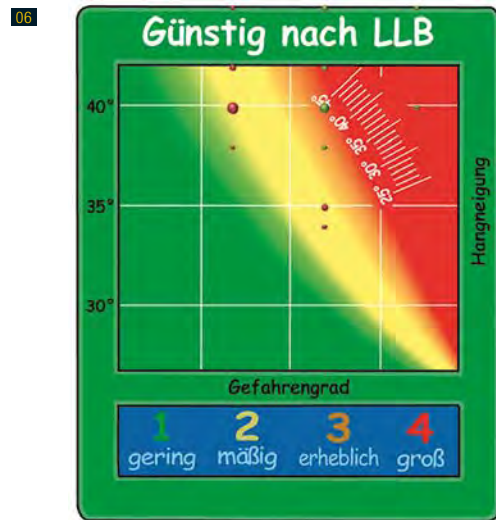 06
Günstig nach LLB
40°
35°
30°
45°
40°
35°
30°
25°
Hangneigung
Gefahrengrad
1 2 3 4
gering mäßig erheblich groß